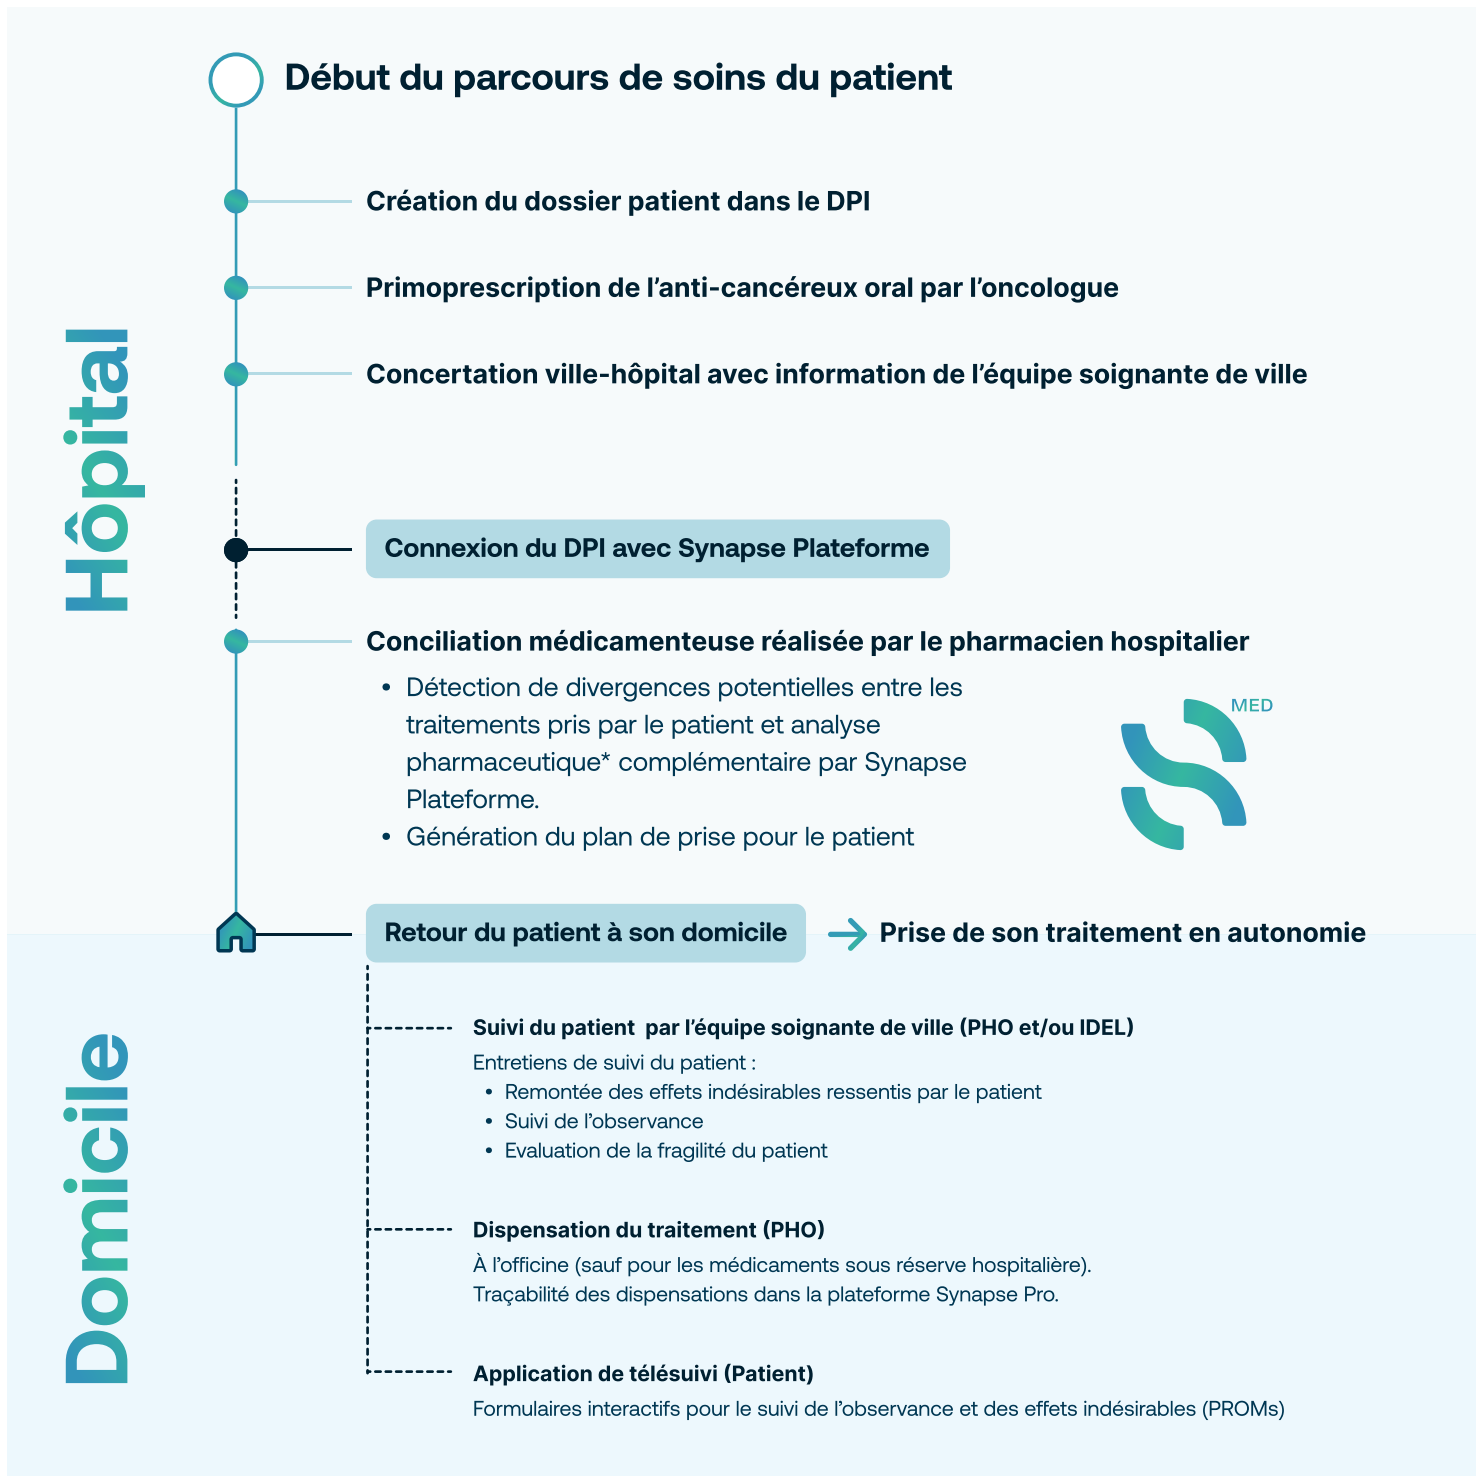 Début du parcours de soins du patient
Création du dossier patient dans le DPI
Primoprescription de l’anti-cancéreux oral par l’oncologue
Concertation ville-hôpital avec information de l’équipe soignante de ville
Hôpital
Connexion du DPI avec Synapse Plateforme
Conciliation médicamenteuse réalisée par le pharmacien hospitalier
• Détection de divergences potentielles entre les
traitements pris par le patient et analyse
pharmaceutique* complémentaire par Synapse
Plateforme.
• Génération du plan de prise pour le patient
MED
Retour du patient à son domicile
Prise de son traitement en autonomie
Domicile
Suivi du patient  par l’équipe soignante de ville (PHO et/ou IDEL)
Entretiens de suivi du patient :
• Remontée des effets indésirables ressentis par le patient
• Suivi de l’observance
• Evaluation de la fragilité du patient
Dispensation du traitement (PHO)
À l’officine (sauf pour les médicaments sous réserve hospitalière).
Traçabilité des dispensations dans la plateforme Synapse Pro.
Application de télésuivi (Patient)
Formulaires interactifs pour le suivi de l’observance et des effets indésirables (PROMs)